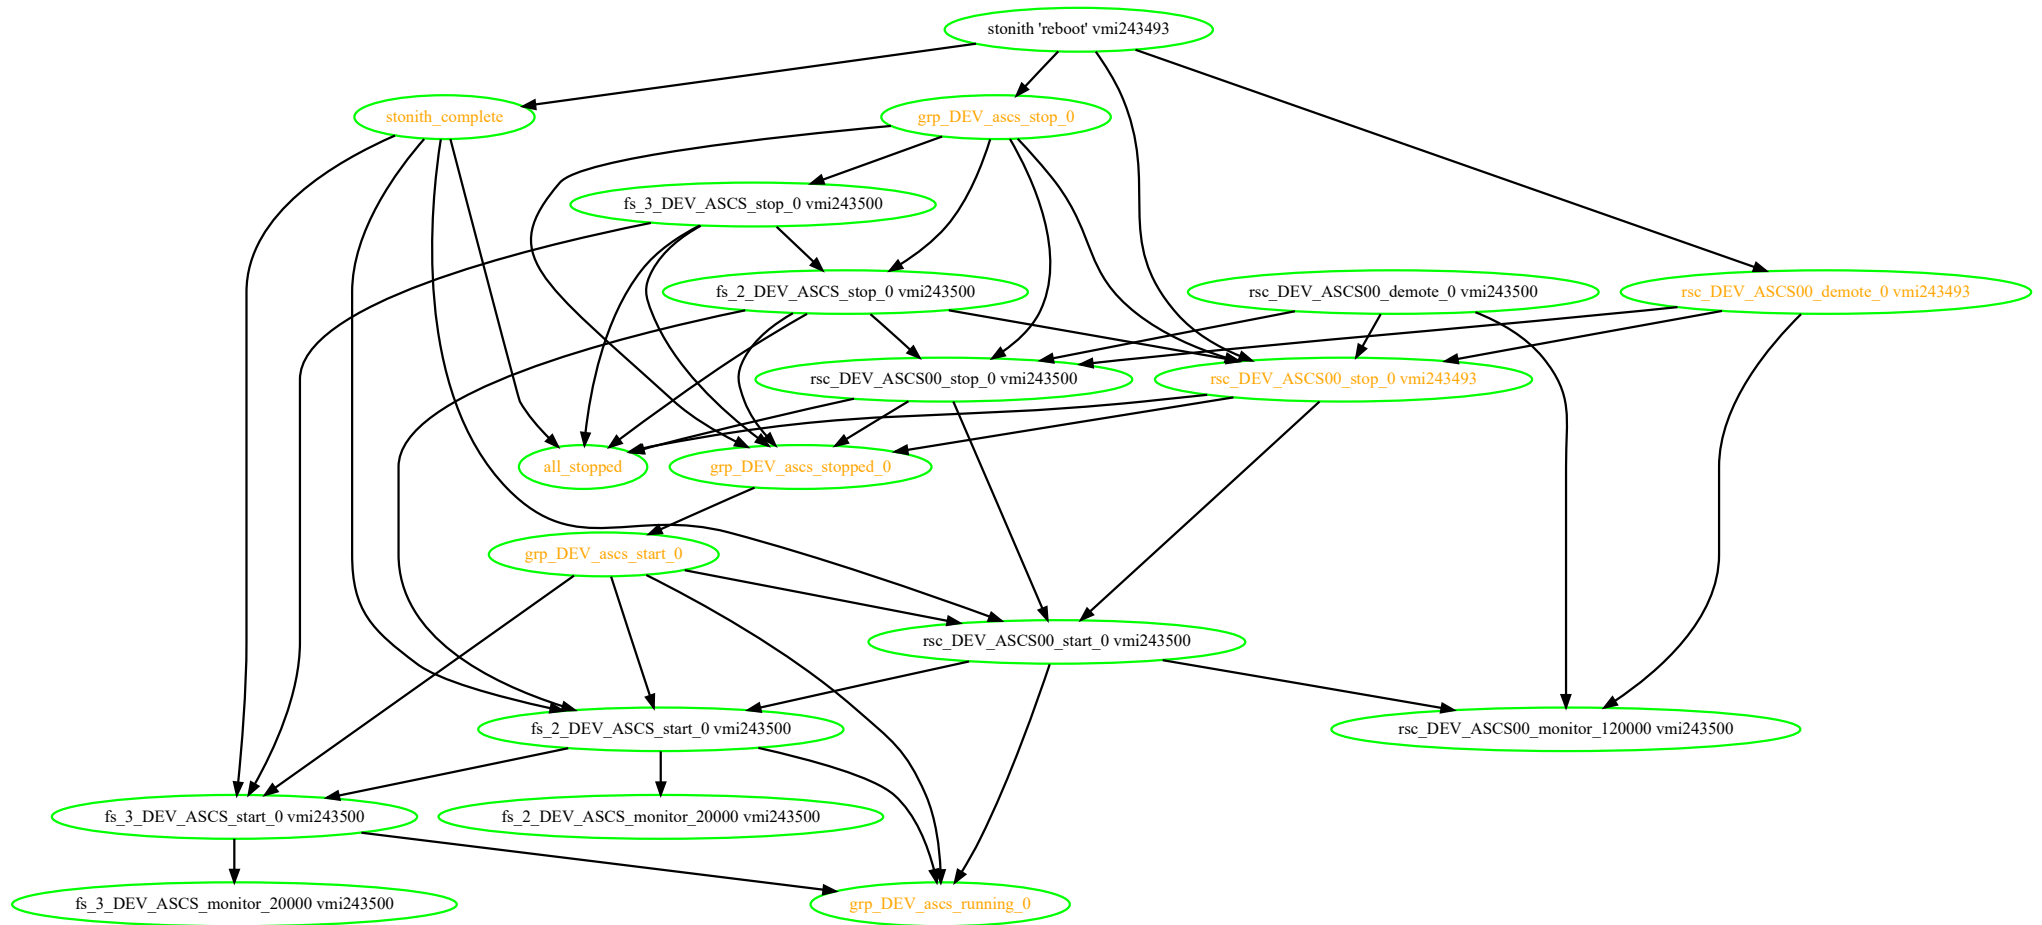 stonith 'reboot' vmi243493
stonith_complete
grp_DEV_ascs_stop_0
fs_3_DEV_ASCS_stop_0 vmi243500
fs_2_DEV_ASCS_stop_0 vmi243500
rsc_DEV_ASCS00_demote_0 vmi243500
rsc_DEV_ASCS00_demote_0 vmi243493
rsc_DEV_ASCS00_stop_0 vmi243500
rsc_DEV_ASCS00_stop_0 vmi243493
all_stopped
grp_DEV_ascs_stopped_0
grp_DEV_ascs_start_0
rsc_DEV_ASCS00_start_0 vmi243500
fs_2_DEV_ASCS_start_0 vmi243500
rsc_DEV_ASCS00_monitor_120000 vmi243500
fs_3_DEV_ASCS_start_0 vmi243500
fs_2_DEV_ASCS_monitor_20000 vmi243500
fs_3_DEV_ASCS_monitor_20000 vmi243500
grp_DEV_ascs_running_0